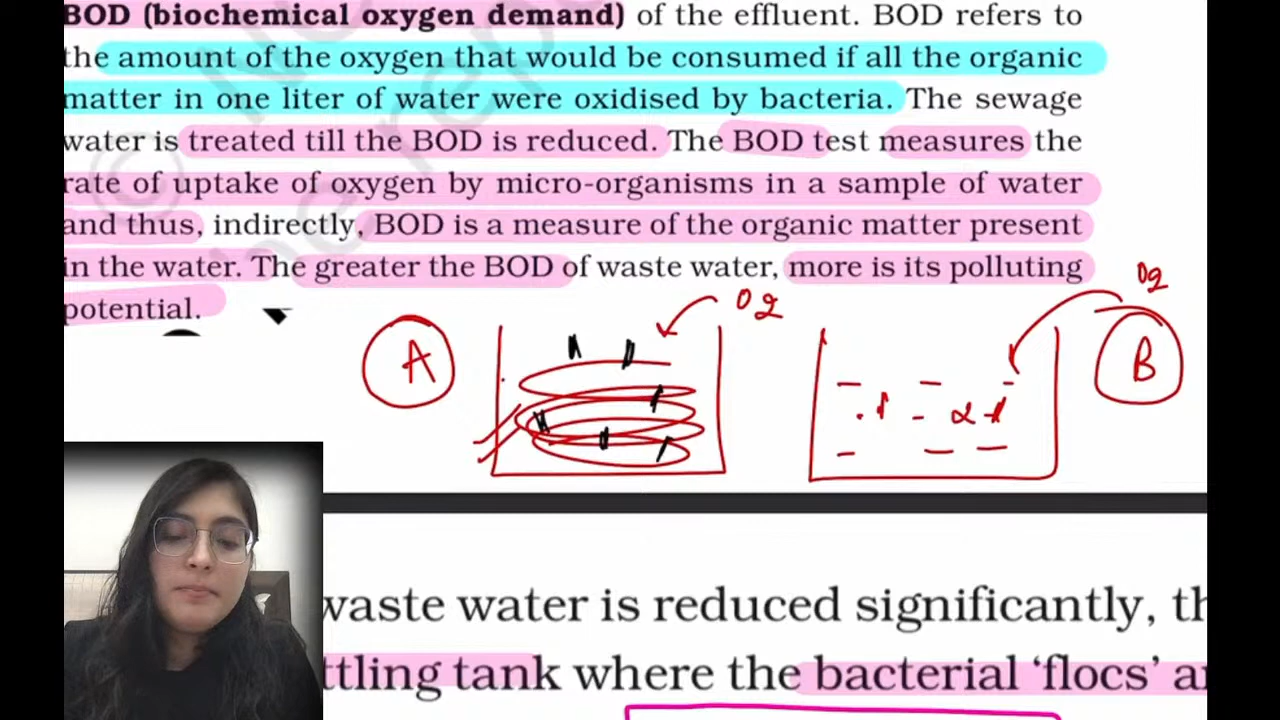 BOD (biochemical oxygen demand) of the effluent. BOD refers to
the amount of the oxygen that would be consumed if all the organic
matter in one liter of water were oxidised by bacteria. The sewage
water is treated till the BOD is reduced. The BOD test measures the
rate of uptake of oxygen by micro-organisms in a sample of water
and thus, indirectly, BOD is a measure of the organic matter present
in the water. The greater the BOD of waste water, more is its polluting
potential.
A
O2
B
O2
waste water is reduced significantly, th
ttling tank where the bacterial ‘flocs’ a